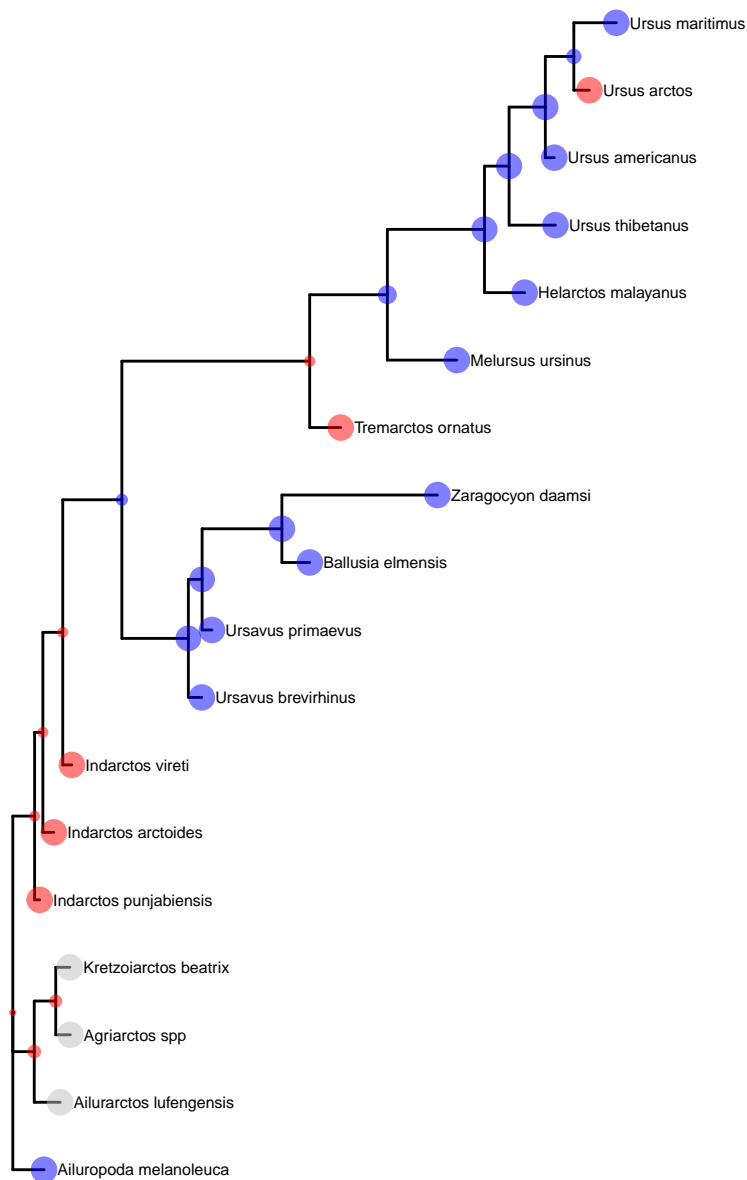 Ursus maritimus
Ursus arctos
Ursus americanus
Ursus thibetanus
Helarctos malayanus
Melursus ursinus
Tremarctos ornatus
Zaragocyon daamsi
Ballusia elmensis
Ursavus primaevus
Ursavus brevirhinus
Indarctos vireti
Indarctos arctoides
Indarctos punjabiensis
Kretzoiarctos beatrix
Agriarctos spp
Ailurarctos lufengensis
Ailuropoda melanoleuca